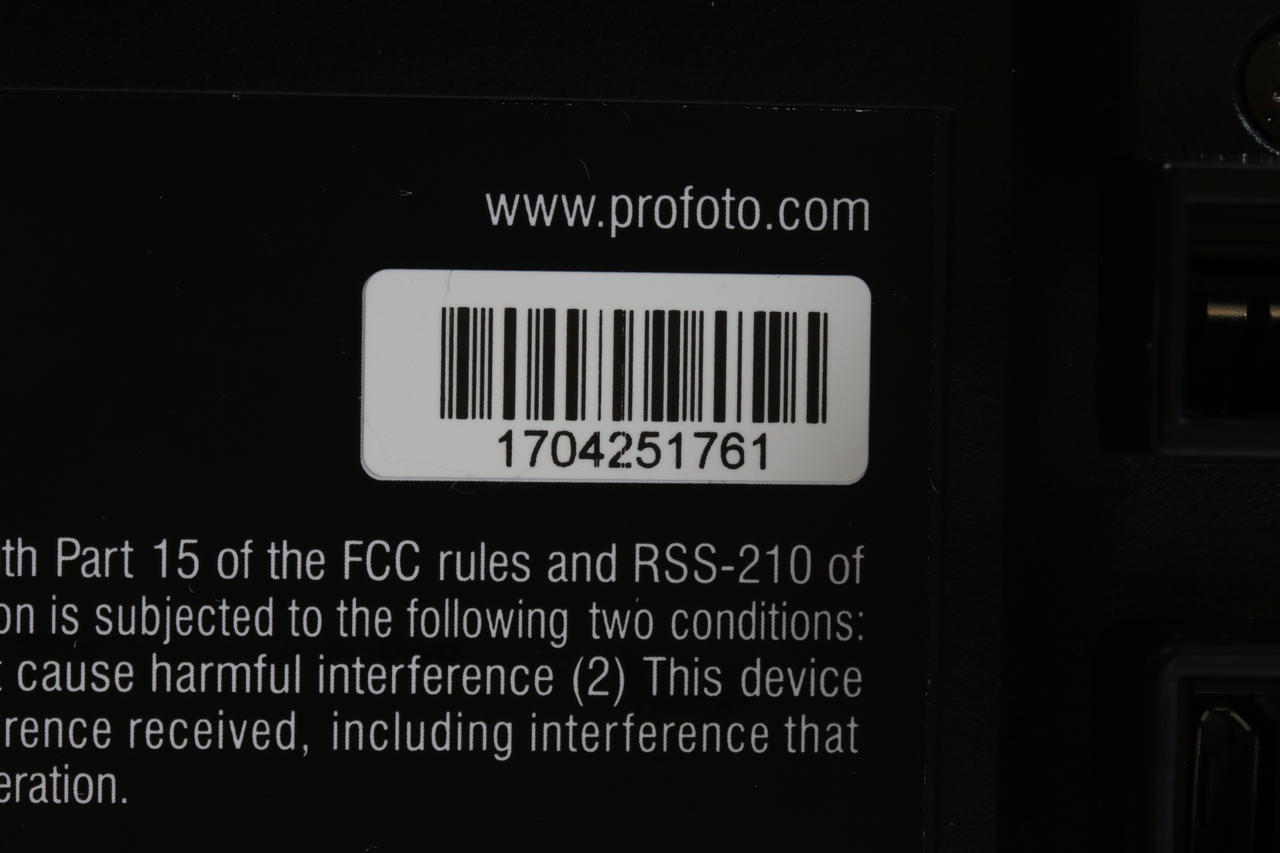 www.profoto.com
1704251761
th Part 15 of the FCC rules and RSS-210 of
on is subjected to the following two conditions:
cause harmful interference (2) This device
rence received, including interference that
eration.